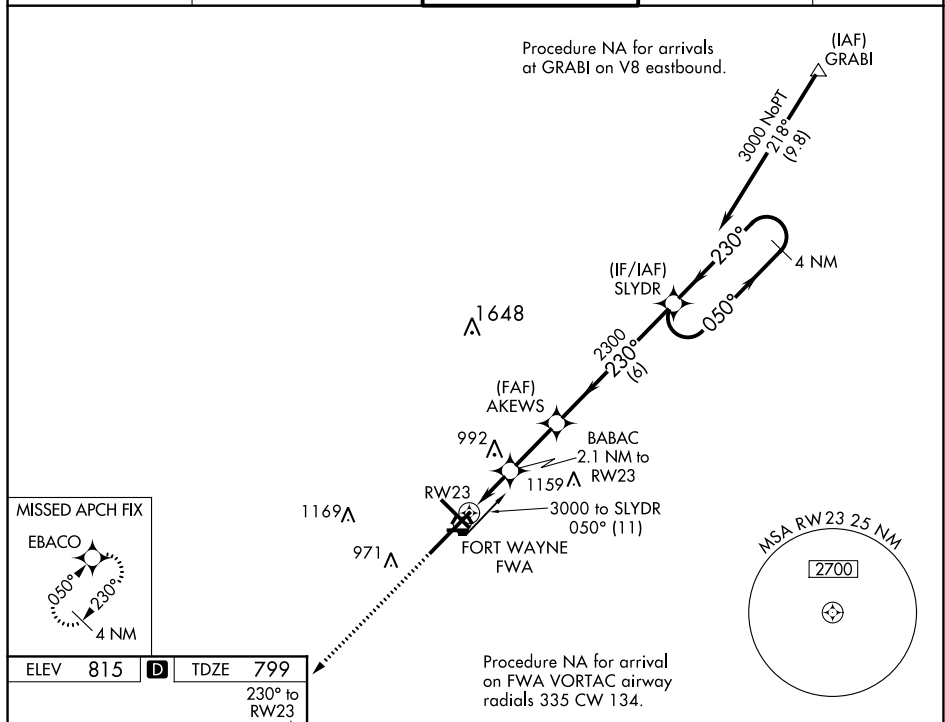 Procedure NA for arrivals
at GRABI on V8 eastbound.
(IAF)
GRABI
3000 NoPT
218°
(9.8)
230°
4 NM
050°
(IF/IAF)
SLYDR
1648
2300
230°
(6)
(FAF)
AKEWS
992
BABAC
2.1 NM to
RW23
1159
RW23
1169
3000 to SLYDR
050° (11)
971
FORT WAYNE
FWA
MISSED APCH FIX
EBACO
050°
230°
4 NM
MSA RW23 25 NM
2700
ELEV 815 D TDZE 799
230° to
RW23
Procedure NA for arrival
on FWA VORTAC airway
radials 335 CW 134.